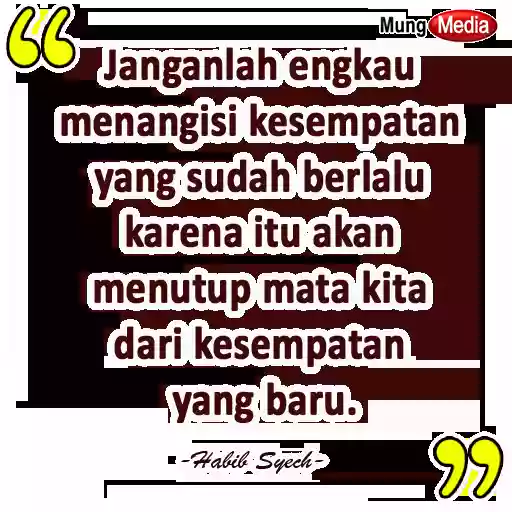 Mung Media
Janganlah engkau
menangisi kesempatan
yang sudah berlalu
karena itu akan
menutup mata kita
dari kesempatan
yang baru.
-Habib Syech-